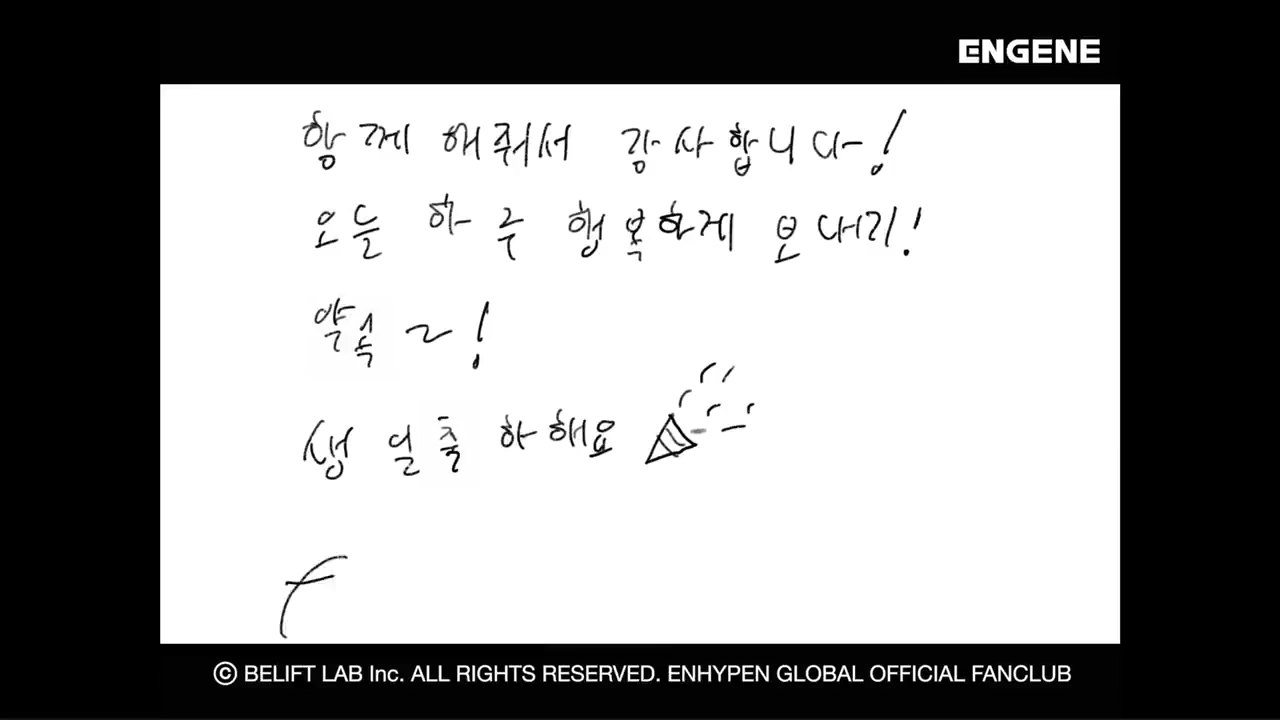 ENGENE
함께 해줘서 감사합니다!
오늘 하루 행복하게 보내기!
약속~!
생일축하해요
© BELIFT LAB Inc. ALL RIGHTS RESERVED. ENHYPEN GLOBAL OFFICIAL FANCLUB